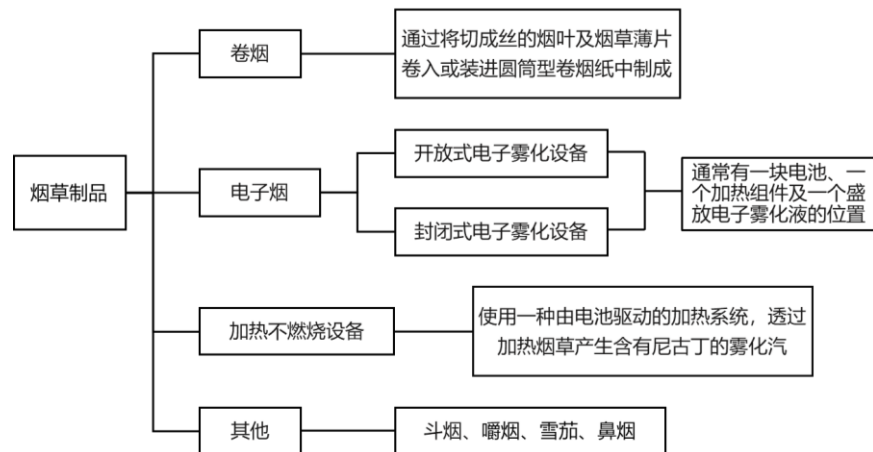 烟草制品
卷烟
通过将切成丝的烟叶及烟草薄片
卷入或装进圆筒型卷烟纸中制成
电子烟
开放式电子雾化设备
封闭式电子雾化设备
通常有一块电池、一
个加热组件及一个盛
放电子雾化液的位置
加热不燃烧设备
使用一种由电池驱动的加热系统，透过
加热烟草产生含有尼古丁的雾化汽
其他
斗烟、嚼烟、雪茄、鼻烟